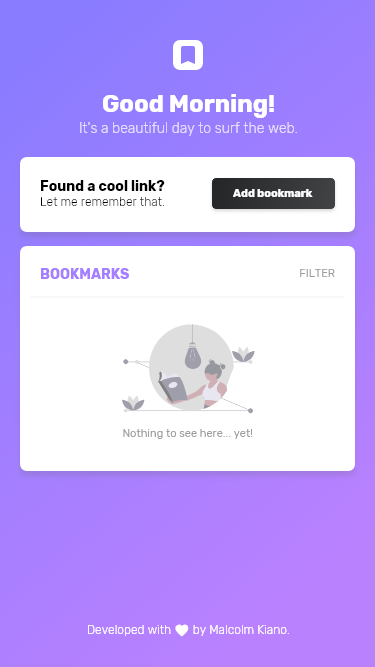 Good Morning!
It's a beautiful day to surf the web.
Found a cool link?
Let me remember that.
Add bookmark
BOOKMARKS
FILTER
Nothing to see here... yet!
Developed with 🤍 by Malcolm Kiano.